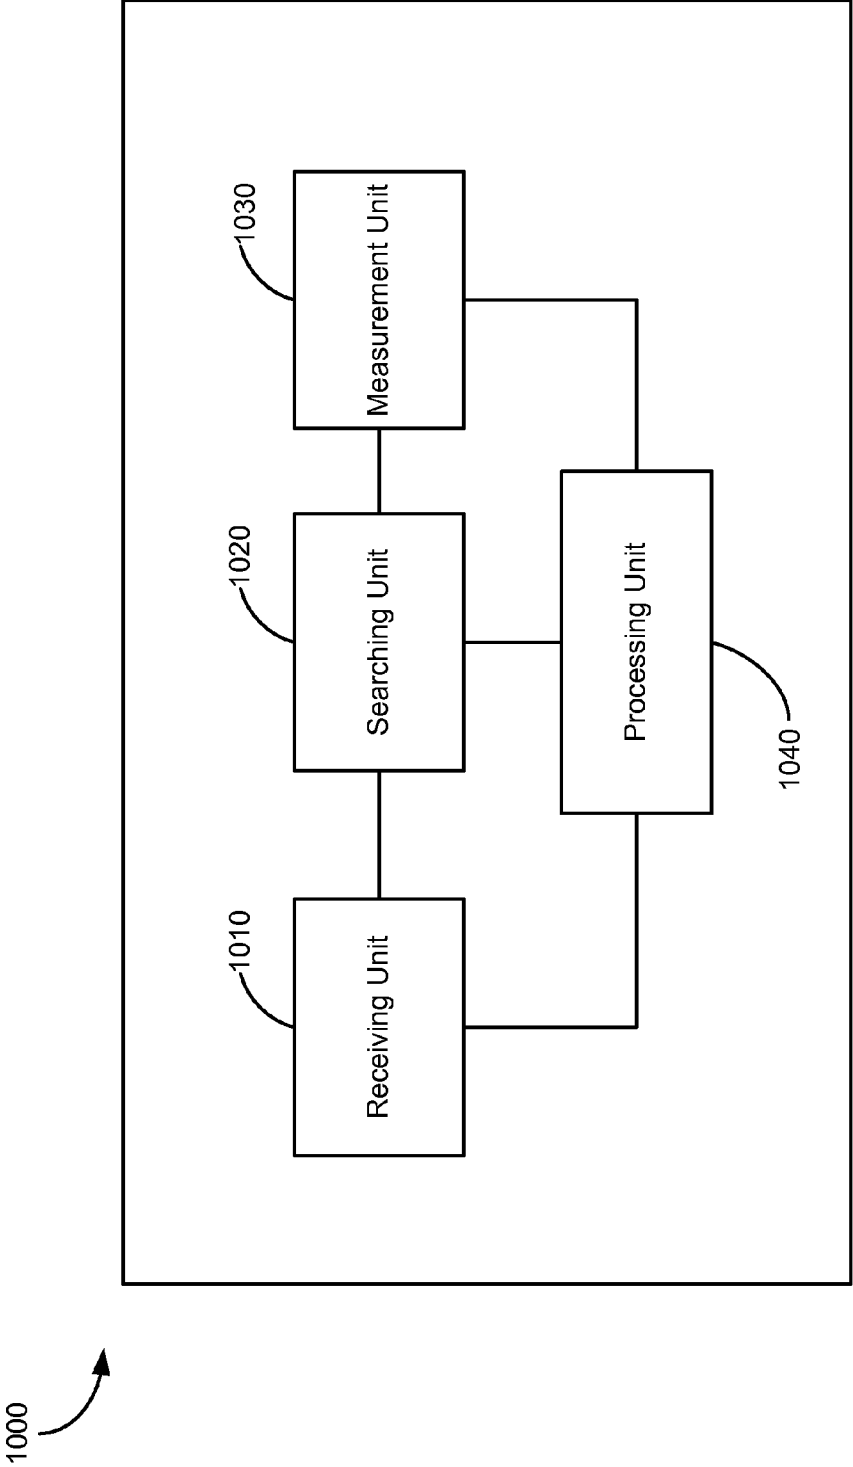 1000
1010
1020
1030
Receiving Unit
Searching Unit
Measurement Unit
Processing Unit
1040